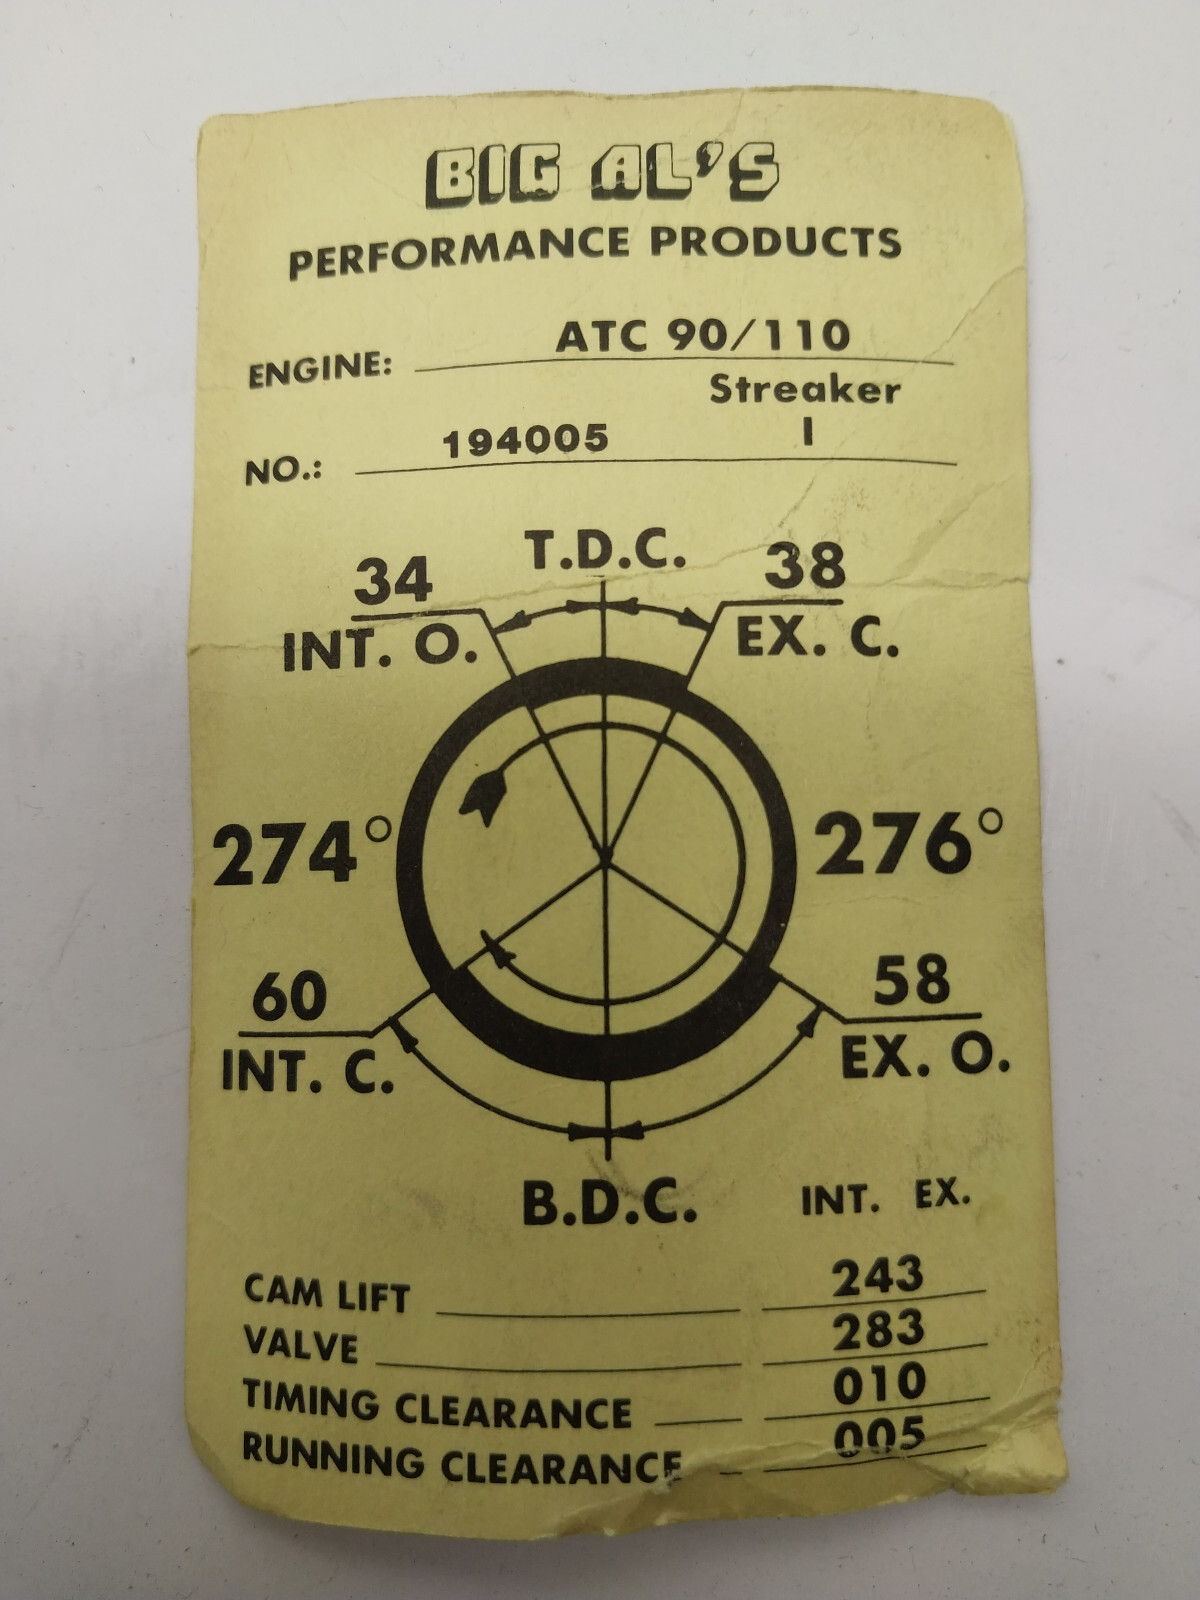 BIG AL'S
PERFORMANCE PRODUCTS
ENGINE: ATC 90/110
Streaker
NO.: 194005 I
T.D.C.
34 38
INT. O. EX. C.
274° 276°
60 58
INT. C. EX. O.
B.D.C.
INT. EX.
CAM LIFT 243
VALVE 283
TIMING CLEARANCE 010
RUNNING CLEARANCE 005